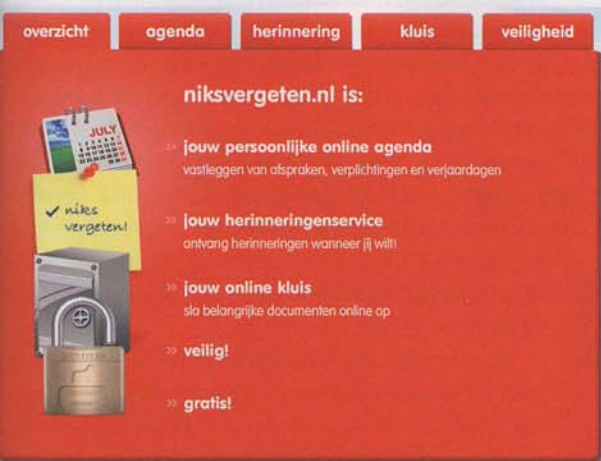 overzicht
agenda
herinnering
kluis
veiligheid
niksvergeten.nl is:
JULY
» jouw persoonlijke online agenda
vastleggen van afspraken, verplichtingen en verjaardagen
✓ niks
vergeten!
» jouw herinneringenservice
ontvang herinneringen wanneer jij wilt!
» jouw online kluis
sla belangrijke documenten online op
» veilig!
» gratis!